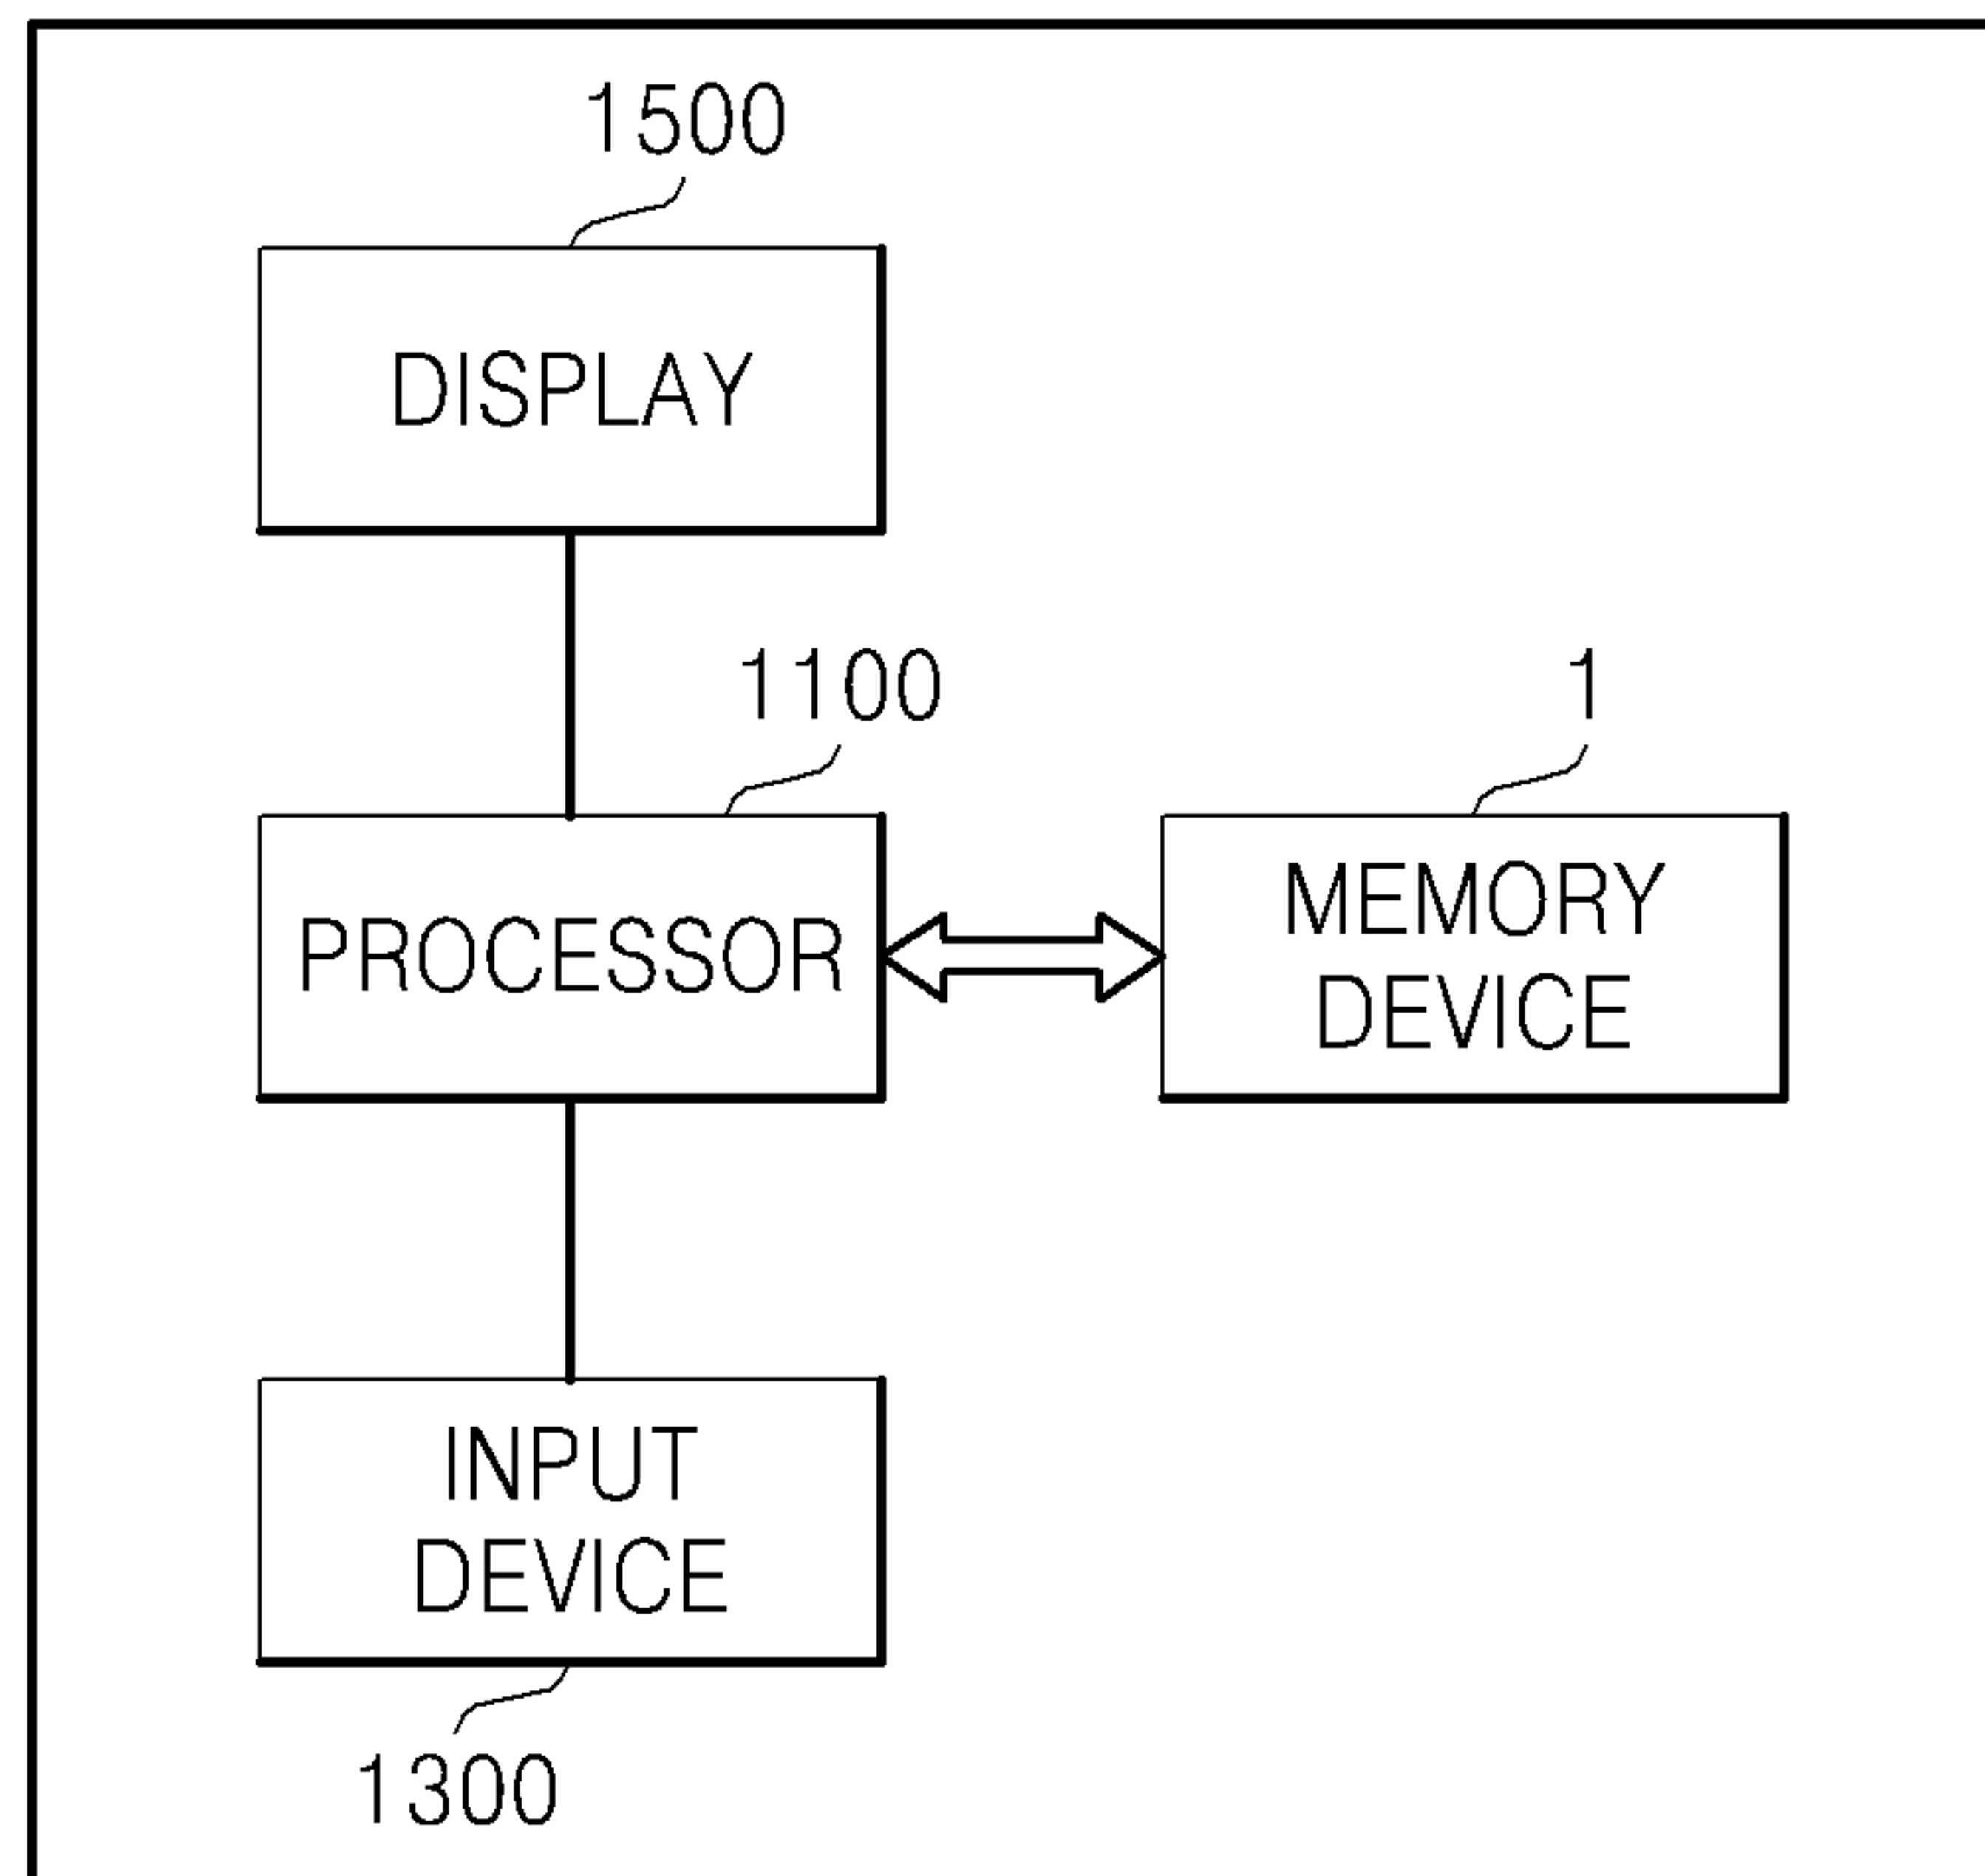 1500
DISPLAY
1100
1
PROCESSOR
MEMORY
DEVICE
INPUT
DEVICE
1300